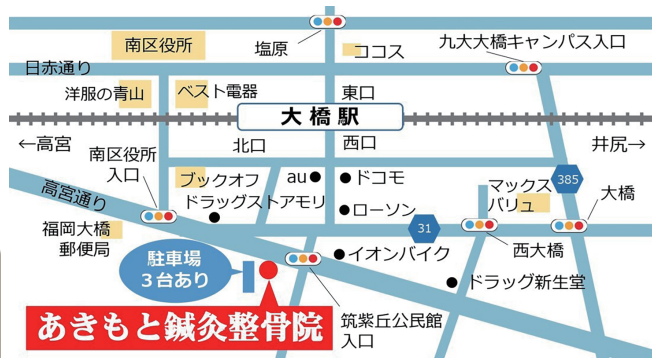 塩原
南区役所
ココス
九大大橋キャンパス入口
日赤通り
洋服の青山
ベスト電器
東口
大橋駅
←高宮
北口
西口
井尻→
南区役所
入口
高宮通り
ブックオフ
au
ドコモ
マックス
バリュ
385
大橋
ドラッグストアモリ
ローソン
福岡大橋
郵便局
31
西大橋
駐車場
3台あり
イオンバイク
ドラッグ新生堂
あきもと鍼灸整骨院
筑紫丘公民館
入口